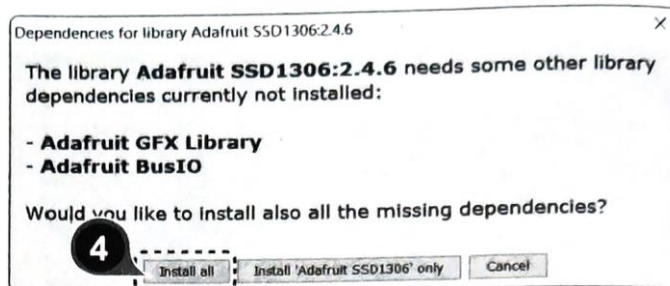 Dependencies for library Adafruit SSD1306:2.4.6
The library Adafruit SSD1306:2.4.6 needs some other library
dependencies currently not installed:
- Adafruit GFX Library
- Adafruit BusIO
Would you like to install also all the missing dependencies?
4
Install all Install 'Adafruit SSD1306' only Cancel